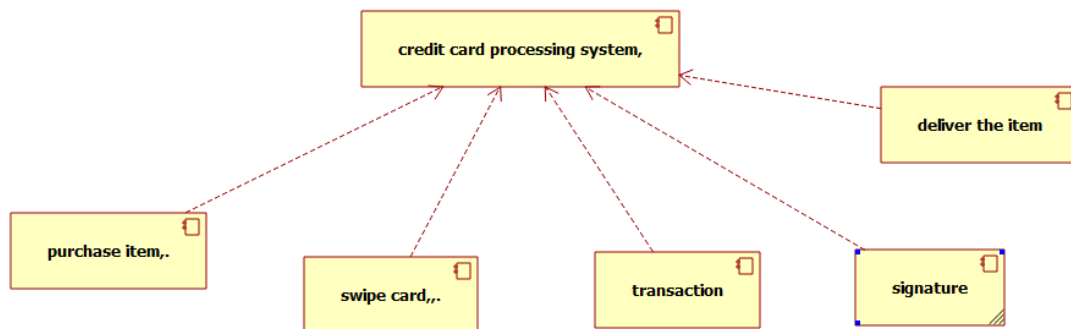 credit card processing system,
deliver the item
purchase item,.
swipe card,,.
transaction
signature